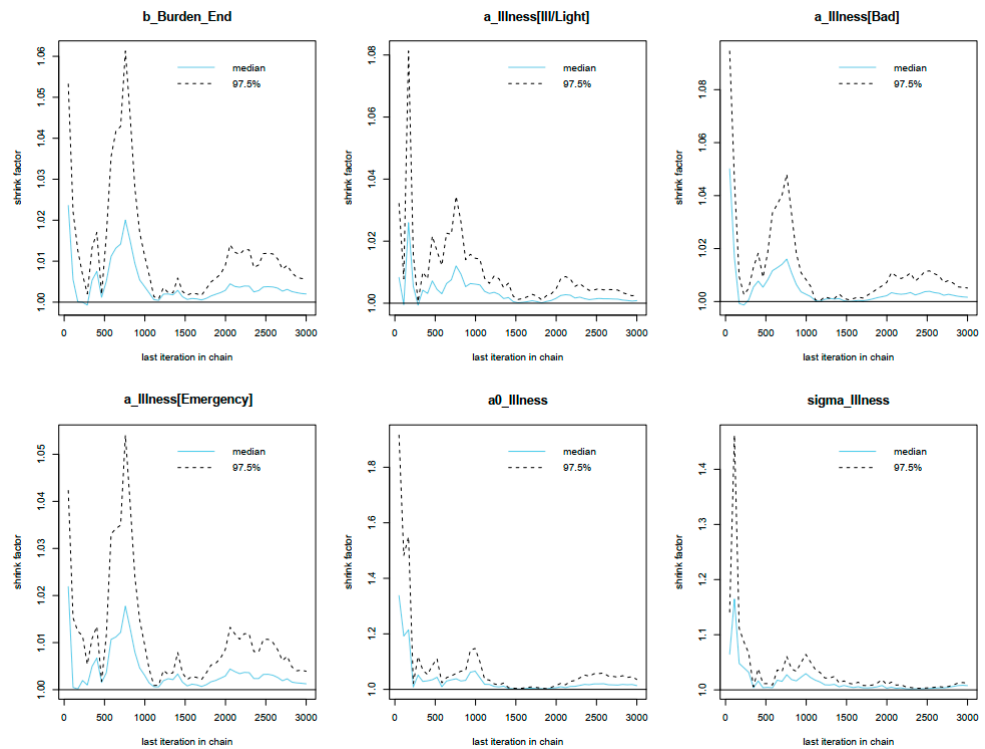 b_Burden_End
median
97.5%
shrink factor
1.00 1.01 1.02 1.03 1.04 1.05 1.06
0 500 1000 1500 2000 2500 3000
last iteration in chain
a_Illness[Ill/Light]
median
97.5%
shrink factor
1.00 1.02 1.04 1.06 1.08
0 500 1000 1500 2000 2500 3000
last iteration in chain
a_Illness[Bad]
median
97.5%
shrink factor
1.00 1.02 1.04 1.06 1.08
0 500 1000 1500 2000 2500 3000
last iteration in chain
a_Illness[Emergency]
median
97.5%
shrink factor
1.00 1.01 1.02 1.03 1.04 1.05
0 500 1000 1500 2000 2500 3000
last iteration in chain
a0_Illness
median
97.5%
shrink factor
1.0 1.2 1.4 1.6 1.8
0 500 1000 1500 2000 2500 3000
last iteration in chain
sigma_Illness
median
97.5%
shrink factor
1.0 1.1 1.2 1.3 1.4
0 500 1000 1500 2000 2500 3000
last iteration in chain